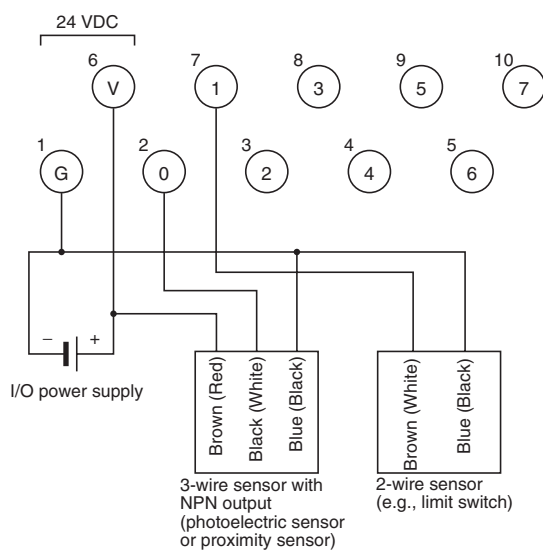 24 VDC
6 7 8 9 10
V 1 3 5 7
1 2 3 4 5
G 0 2 4 6
− +
I/O power supply
Brown (Red)
Black (White)
Blue (Black)
Brown (White)
Blue (Black)
3-wire sensor with
NPN output
(photoelectric sensor
or proximity sensor)
2-wire sensor
(e.g., limit switch)